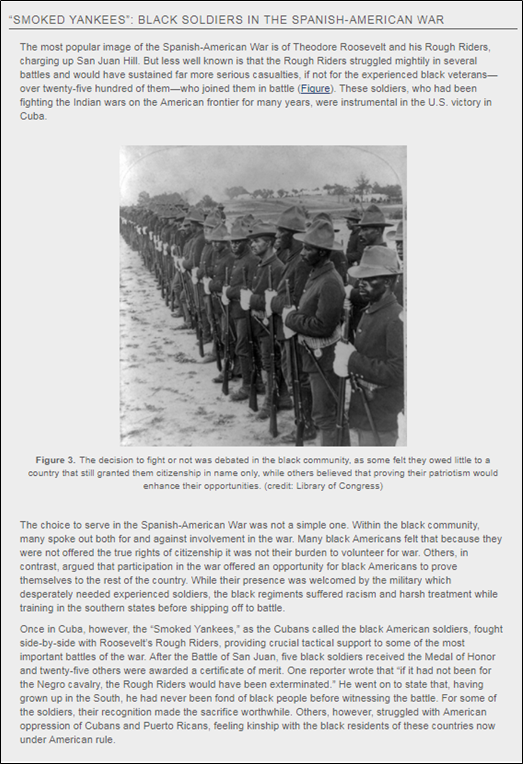 “SMOKED YANKEES”: BLACK SOLDIERS IN THE SPANISH-AMERICAN WAR
The most popular image of the Spanish-American War is of Theodore Roosevelt and his Rough Riders,
charging up San Juan Hill. But less well known is that the Rough Riders struggled mightily in several
battles and would have sustained far more serious casualties, if not for the experienced black veterans—
over twenty-five hundred of them—who joined them in battle (Figure). These soldiers, who had been
fighting the Indian wars on the American frontier for many years, were instrumental in the U.S. victory in
Cuba.
Figure 3. The decision to fight or not was debated in the black community, as some felt they owed little to a
country that still granted them citizenship in name only, while others believed that proving their patriotism would
enhance their opportunities. (credit: Library of Congress)
The choice to serve in the Spanish-American War was not a simple one. Within the black community,
many spoke out both for and against involvement in the war. Many black Americans felt that because they
were not offered the true rights of citizenship it was not their burden to volunteer for war. Others, in
contrast, argued that participation in the war offered an opportunity for black Americans to prove
themselves to the rest of the country. While their presence was welcomed by the military which
desperately needed experienced soldiers, the black regiments suffered racism and harsh treatment while
training in the southern states before shipping off to battle.
Once in Cuba, however, the “Smoked Yankees,” as the Cubans called the black American soldiers, fought
side-by-side with Roosevelt’s Rough Riders, providing crucial tactical support to some of the most
important battles of the war. After the Battle of San Juan, five black soldiers received the Medal of Honor
and twenty-five others were awarded a certificate of merit. One reporter wrote that “if it had not been for
the Negro cavalry, the Rough Riders would have been exterminated.” He went on to state that, having
grown up in the South, he had never been fond of black people before witnessing the battle. For some of
the soldiers, their recognition made the sacrifice worthwhile. Others, however, struggled with American
oppression of Cubans and Puerto Ricans, feeling kinship with the black residents of these countries now
under American rule.